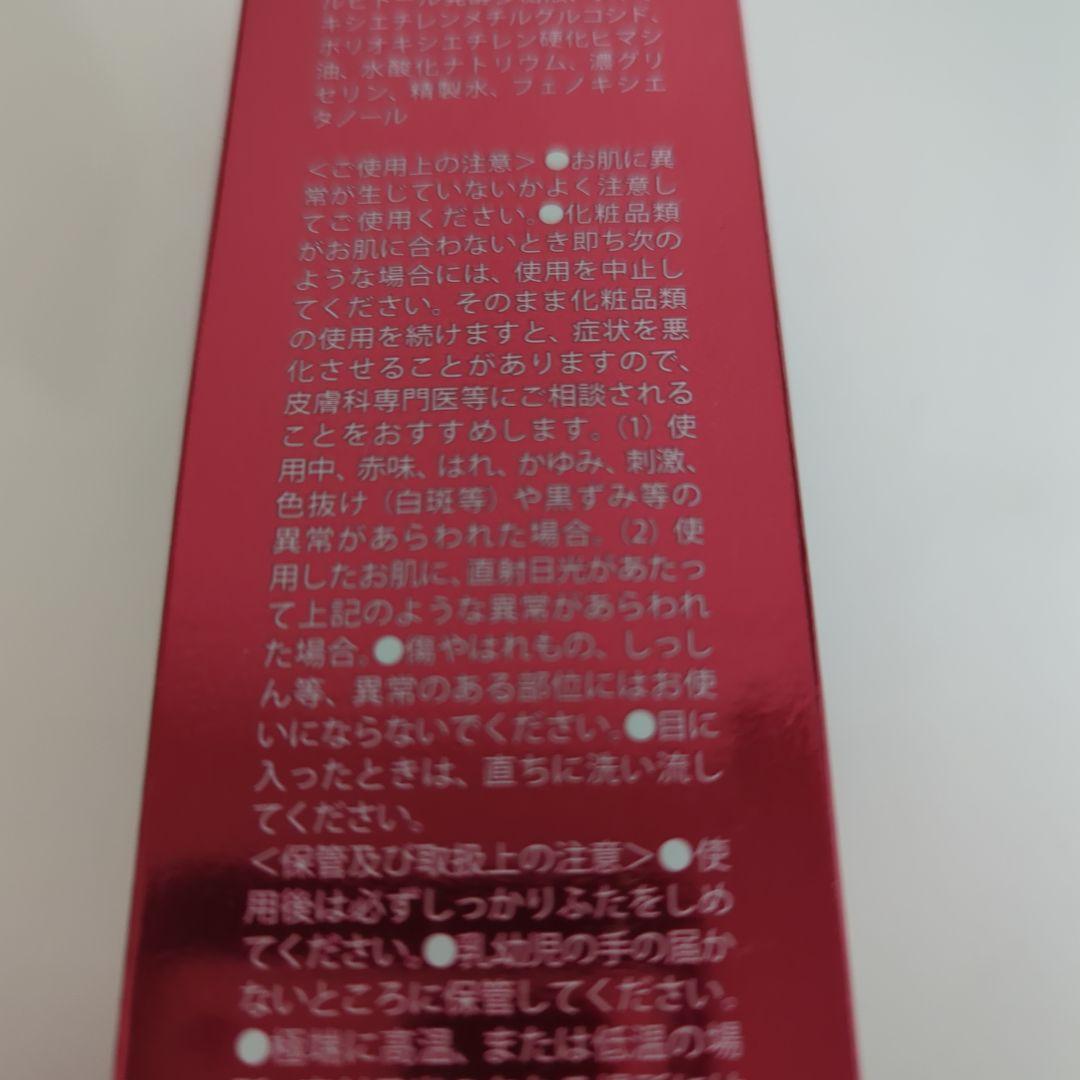 キシエチレンメチルグルコシド、
ポリオキシエチレン硬化ヒマシ
油、水酸化ナトリウム、濃グリ
セリン、精製水、フェノキシエ
タノール
＜ご使用上の注意＞ ●お肌に異
常が生じていないかよく注意し
てご使用ください。●化粧品類
がお肌に合わないとき即ち次の
ような場合には、使用を中止し
てください。そのまま化粧品類
の使用を続けますと、症状を悪
化させることがありますので、
皮膚科専門医等にご相談される
ことをおすすめします。（1）使
用中、赤味、はれ、かゆみ、刺激、
色抜け（白斑等）や黒ずみ等の
異常があらわれた場合。（2）使
用したお肌に、直射日光があたっ
て上記のような異常があらわれ
た場合。●傷やはれもの、しっし
ん等、異常のある部位にはお使
いにならないでください。●目に
入ったときは、直ちに洗い流し
てください。
＜保管及び取扱上の注意＞●使
用後は必ずしっかりふたをしめ
てください。●乳幼児の手の届か
ないところに保管してください。
●極端に高温、または低温の場